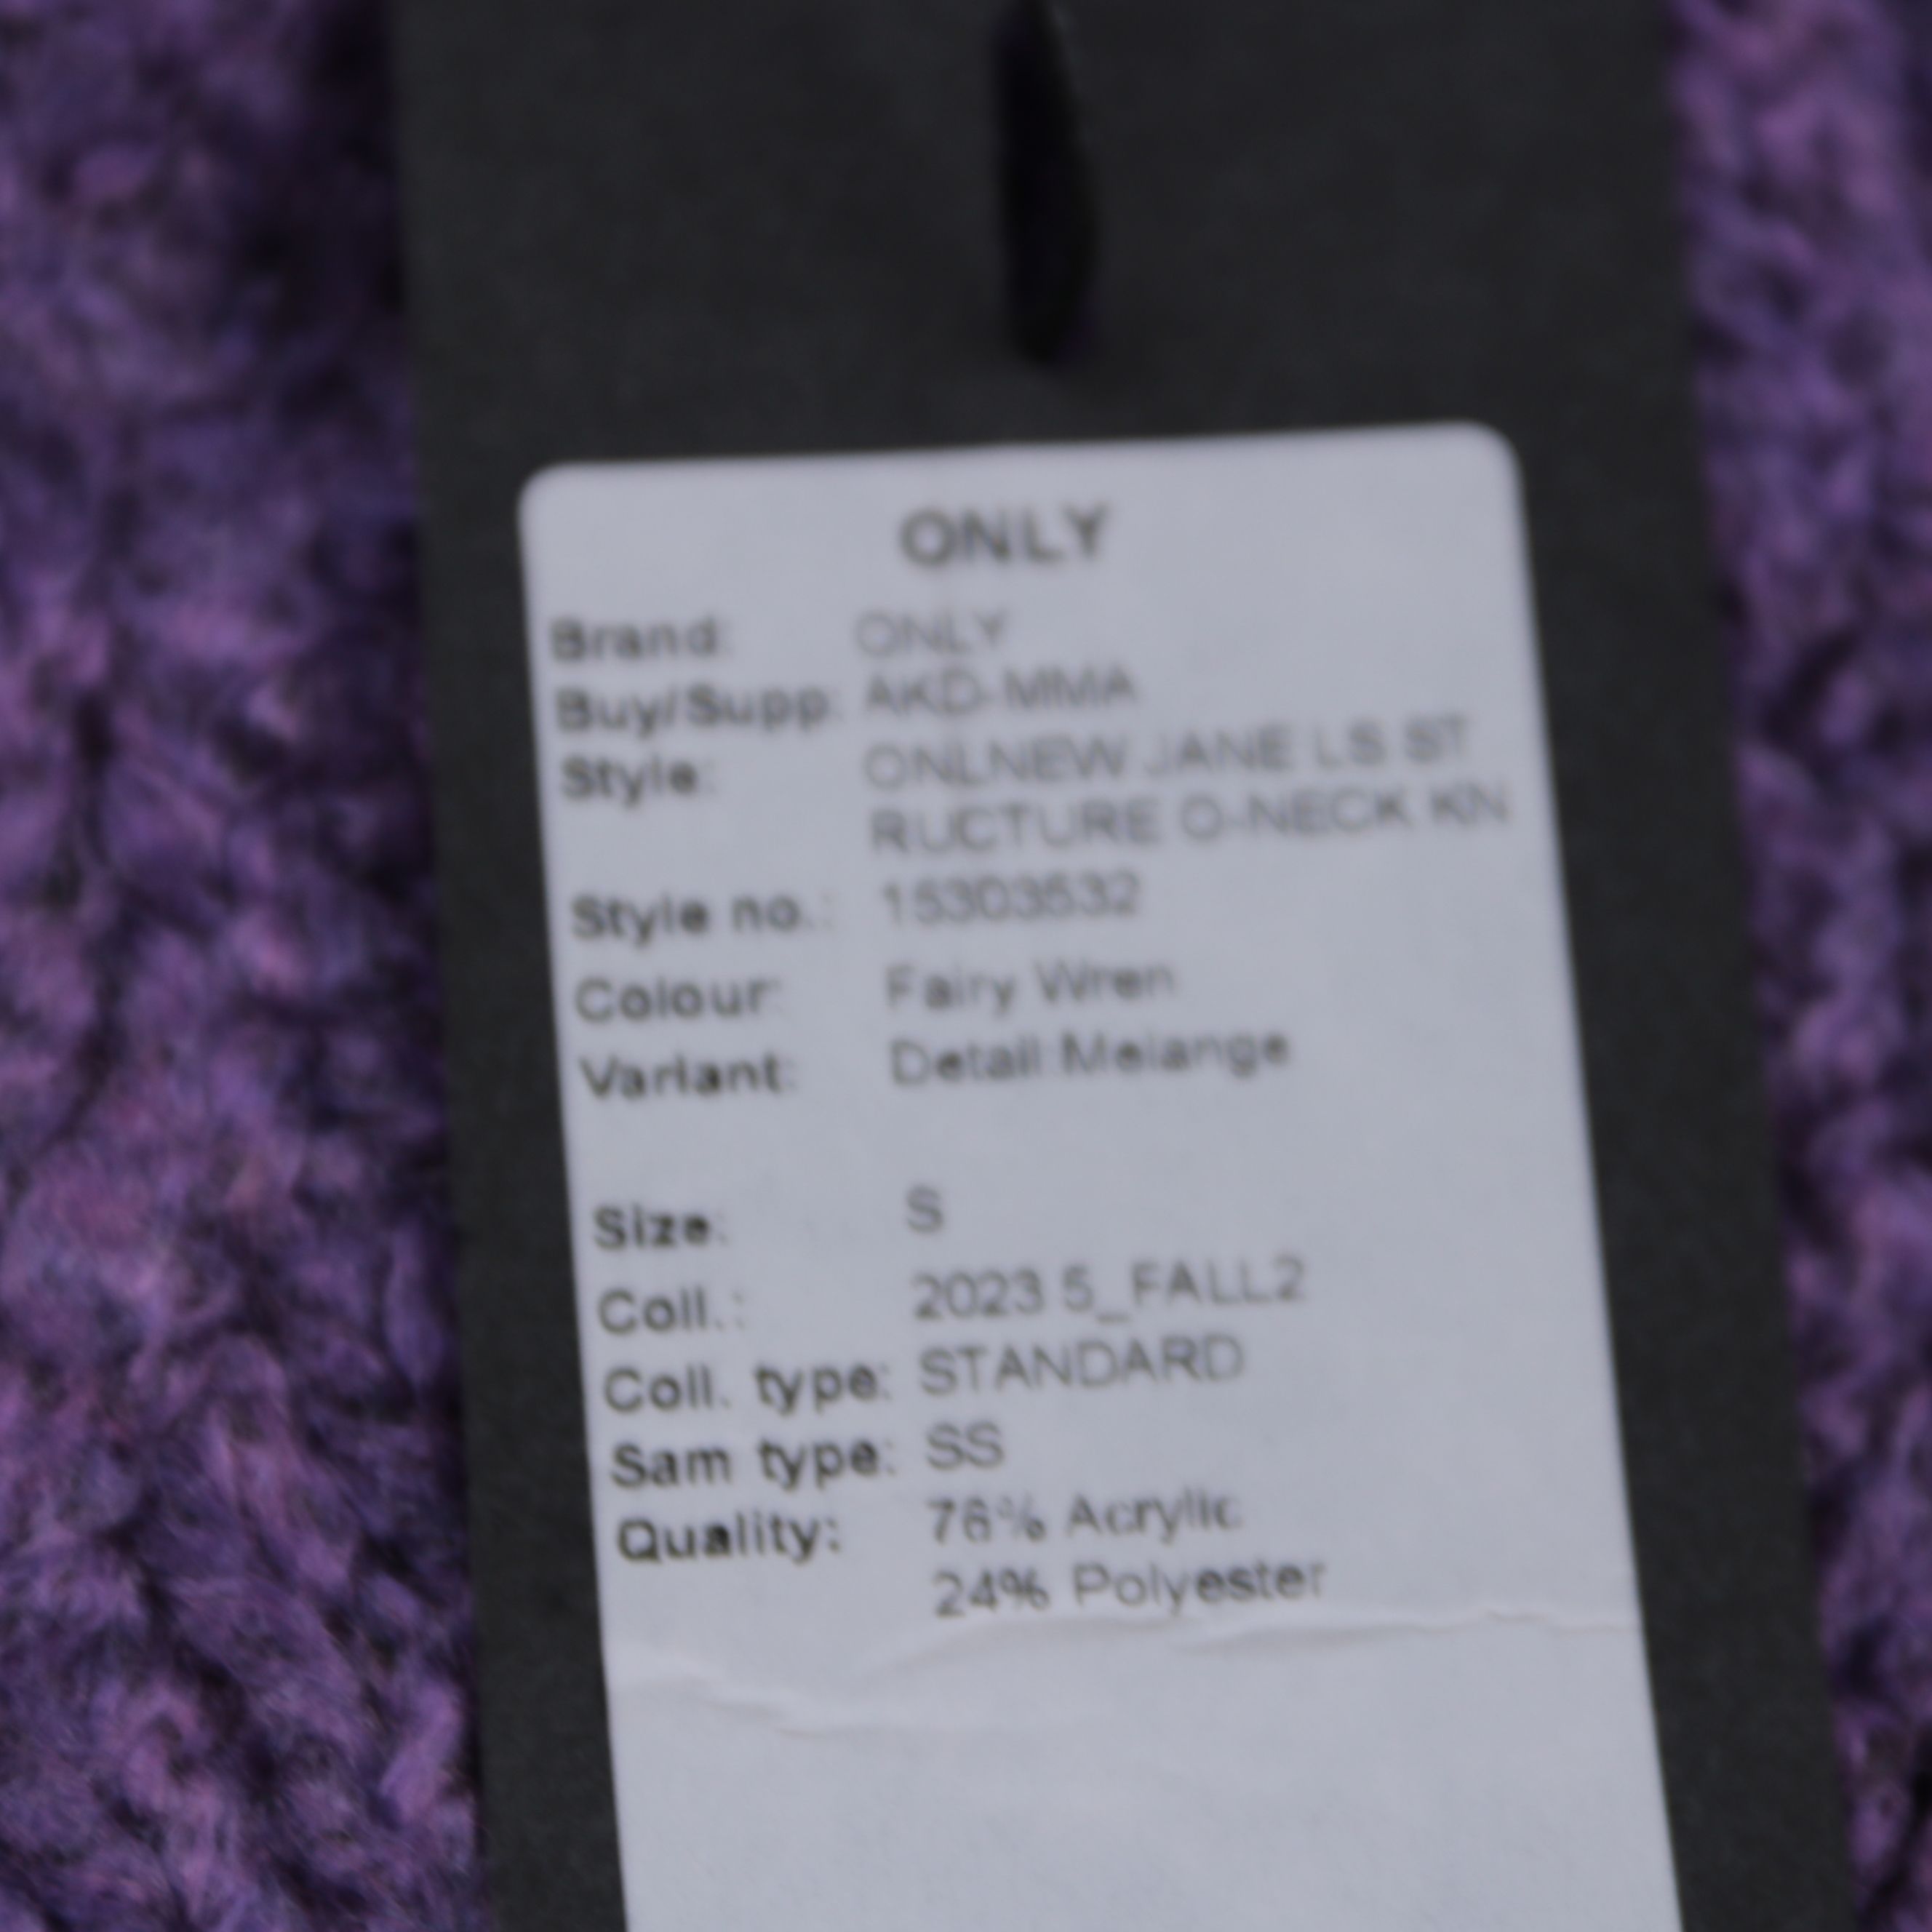 ONLY
Brand: ONLY
Buy/Supp: AKD-MMA
Style: ONLNEW JANE LS ST
RUCTURE O-NECK KN
Style no.: 15303532
Colour: Fairy Wren
Variant: Detail:Melange
Size: S
Coll.: 2023 5_FALL2
Coll. type: STANDARD
Sam type: SS
Quality: 76% Acrylic
24% Polyester